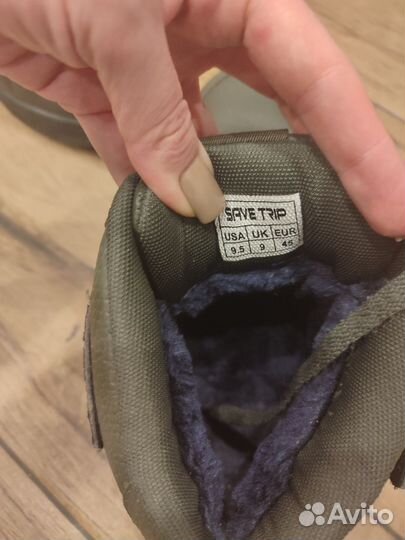 SAVE TRIP
USA UK EUR
9.5 9 45
Avito